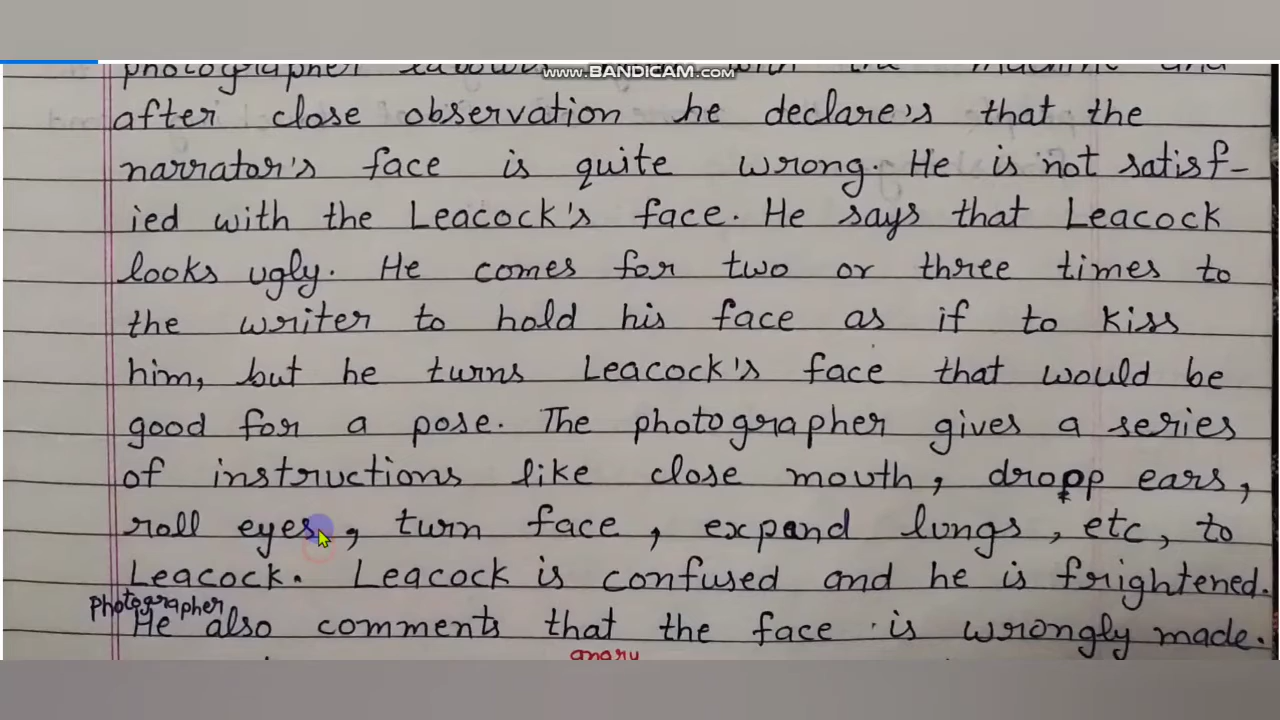 www.BANDICAM.com
photographer
after close observation he declare's that the
narrator's face is quite wrong. He is not satisf-
ied with the Leacock's face. He says that Leacock
looks ugly. He comes for two or three times to
the writer to hold his face as if to kiss
him, but he turns Leacock's face that would be
good for a pose. The photographer gives a series
of instructions like close mouth, dropp ears,
roll eyes, turn face, expand lungs, etc, to
Leacock. Leacock is confused and he is frightened.
Photographer
He also comments that the face is wrongly made.
angry